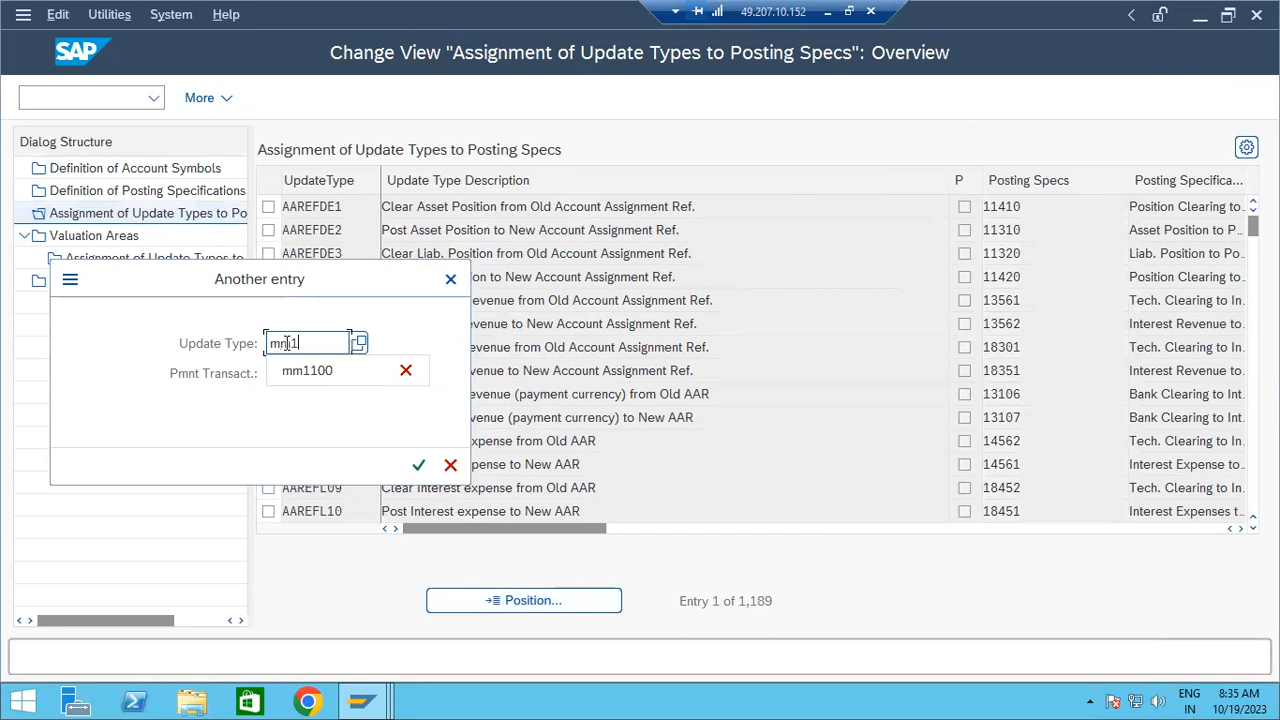 49.207.10.152
Edit Utilities System Help
SAP Change View "Assignment of Update Types to Posting Specs": Overview
More
Dialog Structure
Definition of Account Symbols
Definition of Posting Specifications
Assignment of Update Types to Po
Valuation Areas
Assignment of Update Types to
Assignment of Update Types to Posting Specs
UpdateType Update Type Description P Posting Specs Posting Specifica...
AAREFDE1 Clear Asset Position from Old Account Assignment Ref. 11410 Position Clearing to
AAREFDE2 Post Asset Position to New Account Assignment Ref. 11310 Asset Position to P...
AAREFDE3 Clear Liab. Position from Old Account Assignment Ref. 11320 Liab. Position to Po...
ition to New Account Assignment Ref. 11420 Position Clearing to
evenue from Old Account Assignment Ref. 13561 Tech. Clearing to In.
evenue to New Account Assignment Ref. 13562 Interest Revenue to
evenue from Old Account Assignment Ref. 18301 Tech. Clearing to In.
evenue to New Account Assignment Ref. 18351 Interest Revenue to
evenue (payment currency) from Old AAR 13106 Bank Clearing to Int
evenue (payment currency) to New AAR 13107 Bank Clearing to Int
xpense from Old AAR 14562 Tech. Clearing to In.
xpense to New AAR 14561 Interest Expense to
AAREFL09 Clear Interest expense from Old AAR 18452 Tech. Clearing to In.
AAREFL10 Post Interest expense to New AAR 18451 Interest Expenses t...
Another entry
Update Type:
mm1100
Pmnt Transact.:
Position... Entry 1 of 1,189
ENG 8:35 AM
IN 10/19/2023